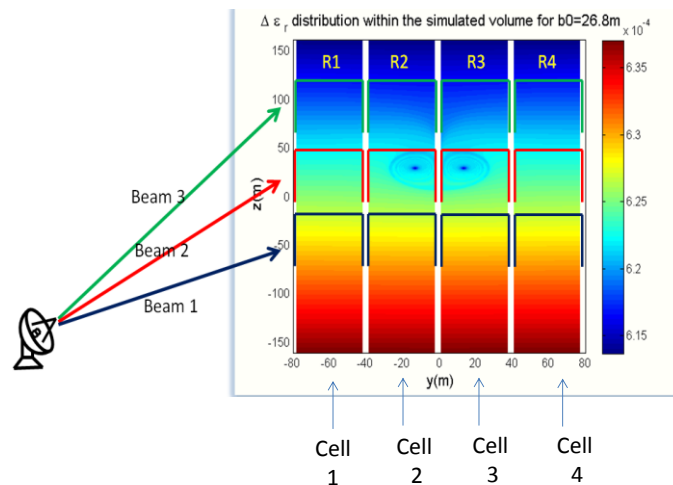 Δ ε r distribution within the simulated volume for b0=26.8m
x 10 -4
R1 R2 R3 R4
150
100
50
0
-50
-100
-150
z(m)
-80 -60 -40 -20 0 20 40 60 80
y(m)
6.35
6.3
6.25
6.2
6.15
Beam 3
Beam 2
Beam 1
Cell 1
Cell 2
Cell 3
Cell 4